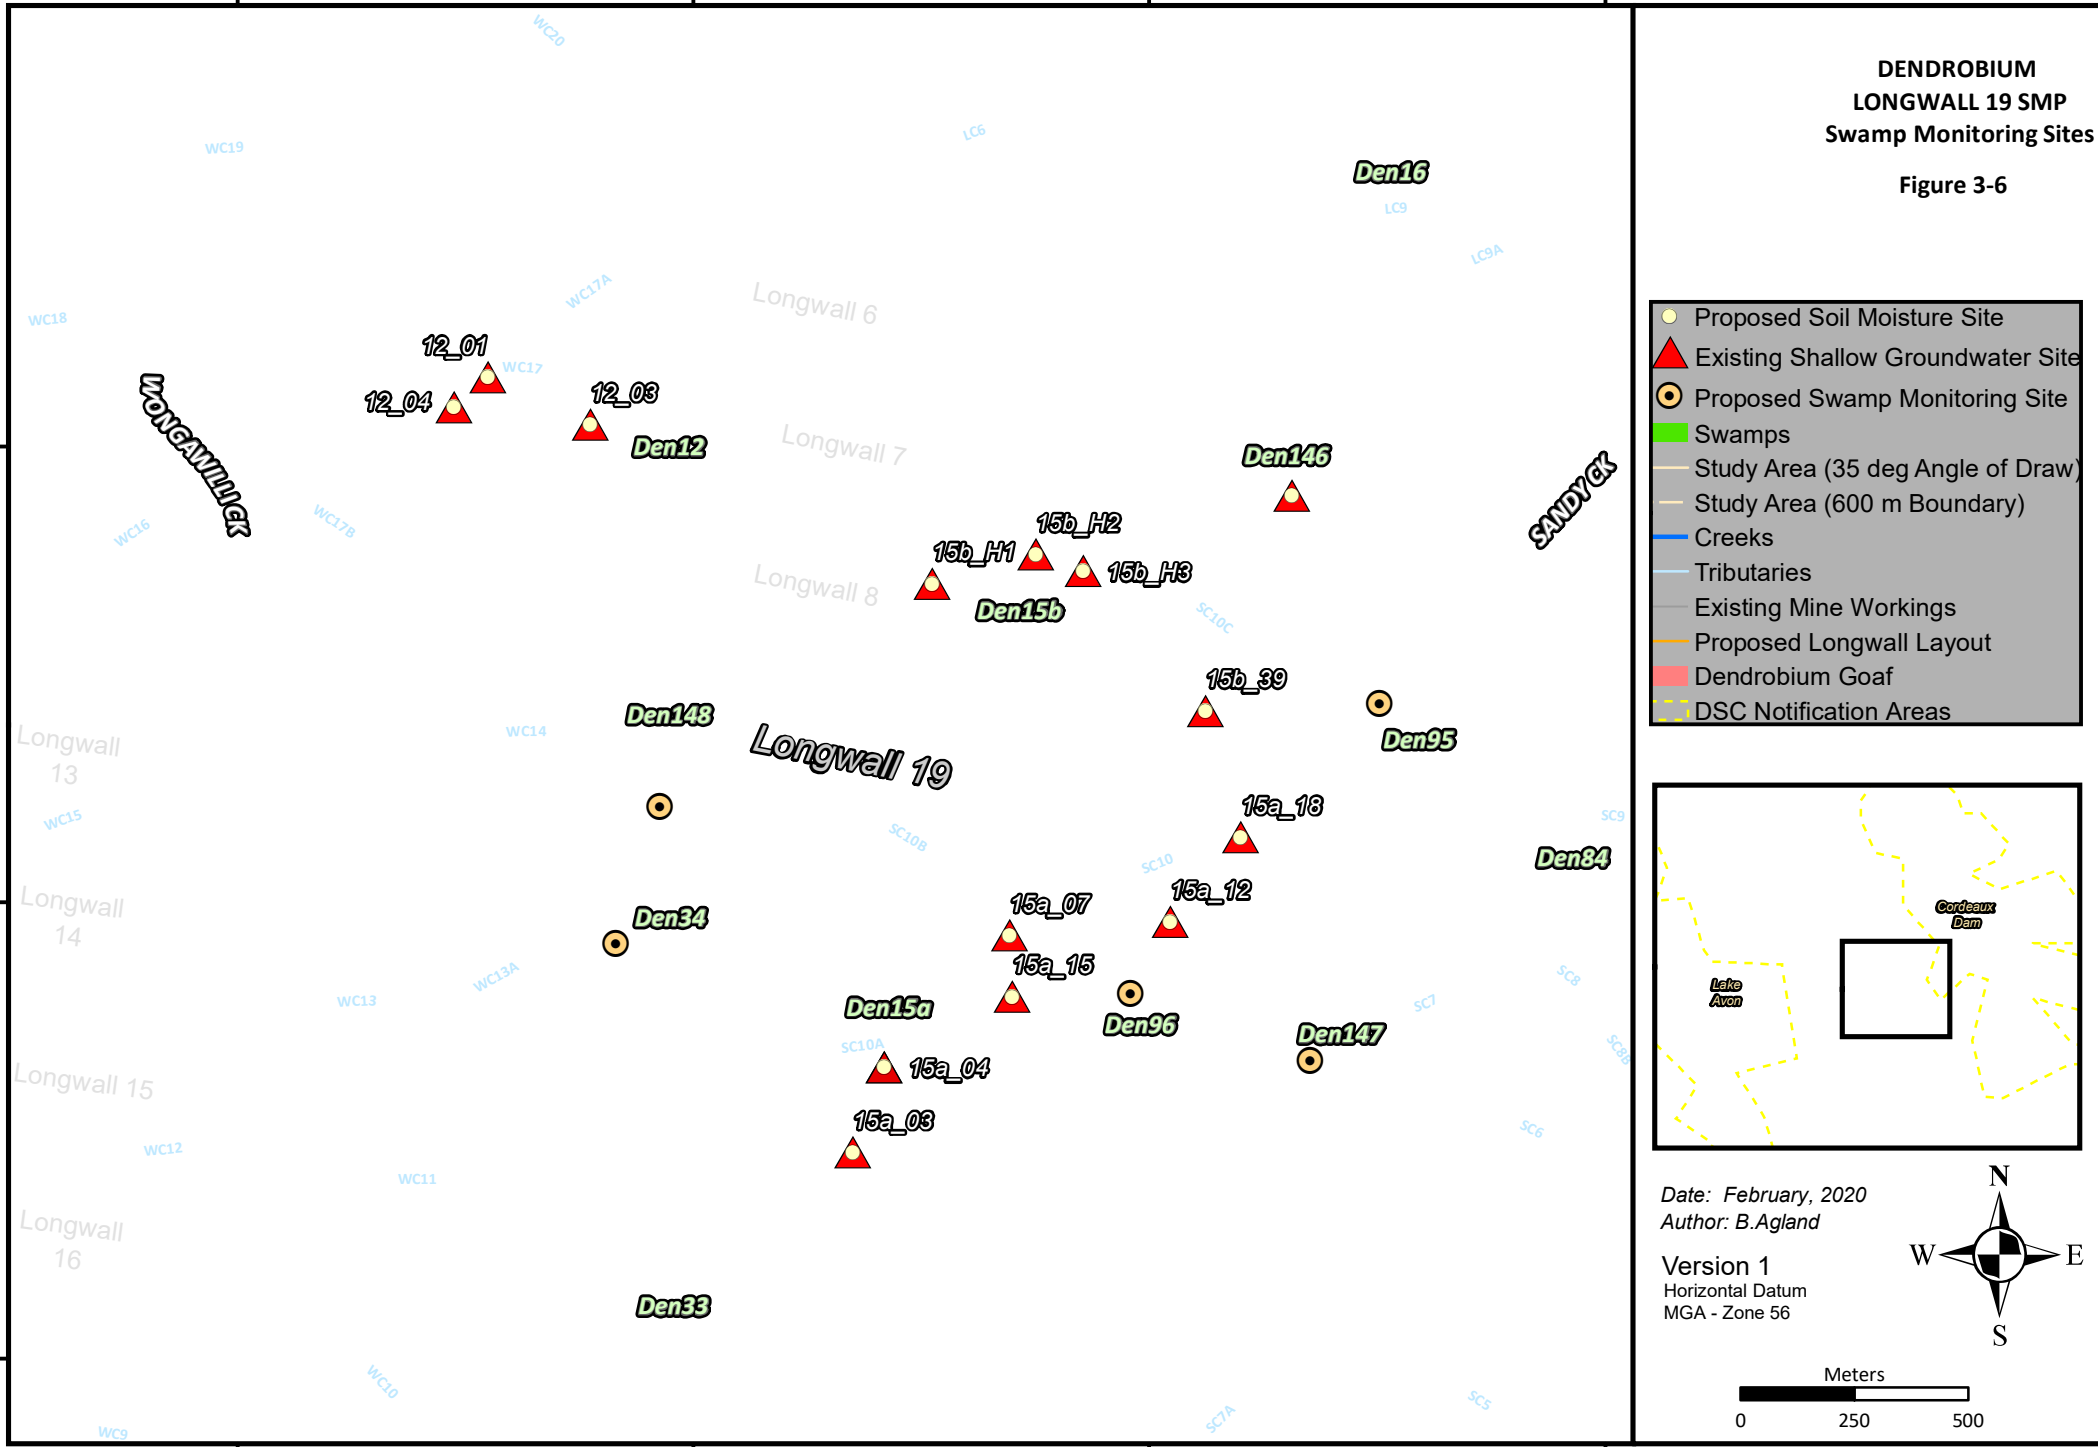 WC20
WC19
LC6
Den16
LC9
LC9A
WC17A
Longwall 6
WC18
12_01
WC17
12_04
12_03
WONGAWILLI CK
Den12
Longwall 7
Den146
SANDY CK
WC16
WC17B
15b_H2
15b_H1
15b_H3
Longwall 8
Den15b
SC10C
15b_39
Den148
WC14
Longwall 19
Den95
Longwall
13
WC15
SC10B
15a_18
SC9
SC10
Den84
Longwall
14
Den34
15a_07
15a_12
15a_15
WC13A
WC13
SC8
SC7
Den15a
Den96
Den147
SC10A
SC8B
15a_04
Longwall 15
15a_03
SC6
WC12
WC11
Longwall
16
Den33
WC10
SC5
SC7A
WC9
DENDROBIUM
LONGWALL 19 SMP
Swamp Monitoring Sites
Figure 3-6
Proposed Soil Moisture Site
Existing Shallow Groundwater Site
Proposed Swamp Monitoring Site
Swamps
Study Area (35 deg Angle of Draw)
Study Area (600 m Boundary)
Creeks
Tributaries
Existing Mine Workings
Proposed Longwall Layout
Dendrobium Goaf
DSC Notification Areas
Cordeaux
Dam
Lake
Avon
Date: February, 2020
Author: B.Agland
Version 1
Horizontal Datum
MGA - Zone 56
N
W E
S
Meters
0 250 500